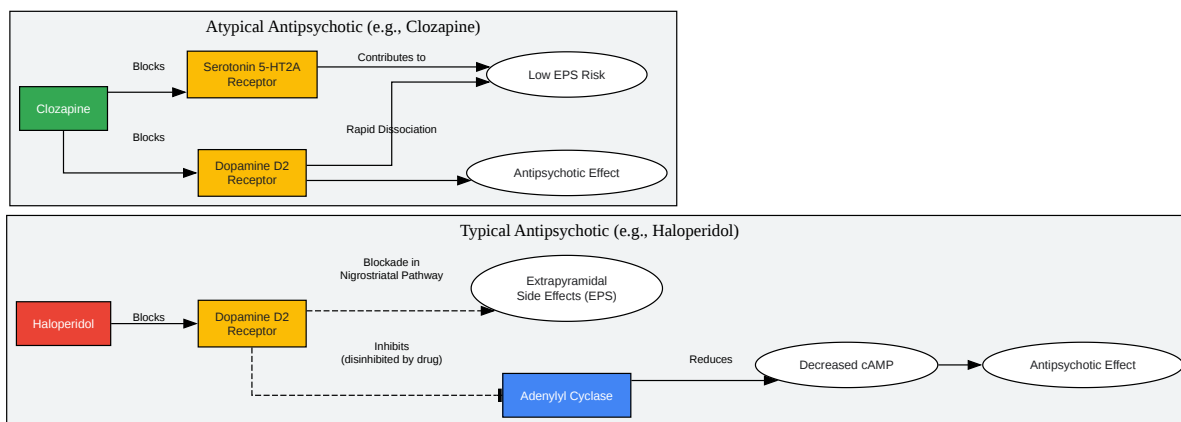 Atypical Antipsychotic (e.g., Clozapine)
Blocks
Serotonin 5-HT2A
Receptor
Contributes to
Low EPS Risk
Clozapine
Blocks
Rapid Dissociation
Dopamine D2
Receptor
Antipsychotic Effect
Typical Antipsychotic (e.g., Haloperidol)
Blockade in
Nigrostriatal Pathway
Extrapyramidal
Side Effects (EPS)
Haloperidol
Blocks
Dopamine D2
Receptor
Inhibits
(disinhibited by drug)
Reduces
Decreased cAMP
Antipsychotic Effect
Adenylyl Cyclase